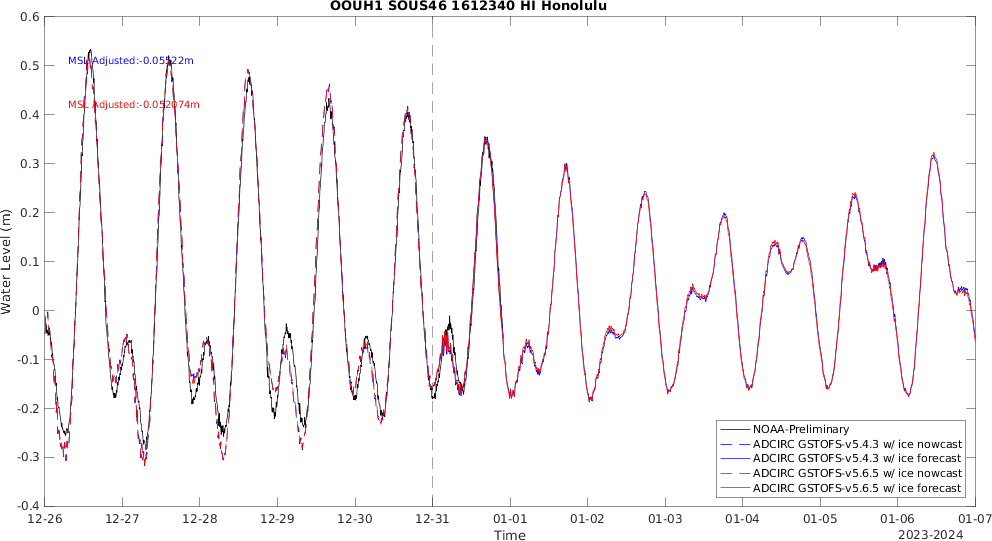 OOUH1 SOUS46 1612340 HI Honolulu
0.6
0.5
0.4
0.3
0.2
0.1
0
-0.1
-0.2
-0.3
-0.4
Water Level (m)
MSL Adjusted:-0.05522m
MSL Adjusted:-0.052074m
NOAA-Preliminary
ADCIRC GSTOFS-v5.4.3 w/ ice nowcast
ADCIRC GSTOFS-v5.4.3 w/ ice forecast
ADCIRC GSTOFS-v5.6.5 w/ ice nowcast
ADCIRC GSTOFS-v5.6.5 w/ ice forecast
12-26 12-27 12-28 12-29 12-30 12-31 01-01 01-02 01-03 01-04 01-05 01-06 01-07
Time
2023-2024